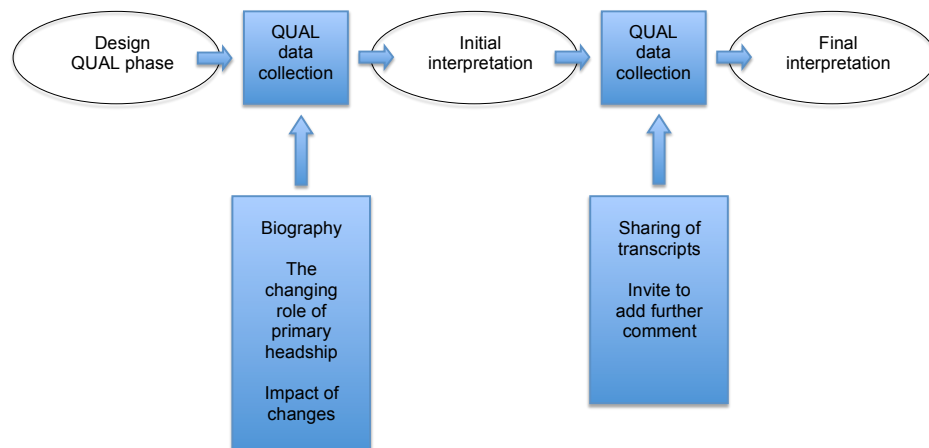 Design
QUAL phase
QUAL
data
collection
Initial
interpretation
QUAL
data
collection
Final
interpretation
Biography
The
changing
role of
primary
headship
Impact of
changes
Sharing of
transcripts
Invite to
add further
comment